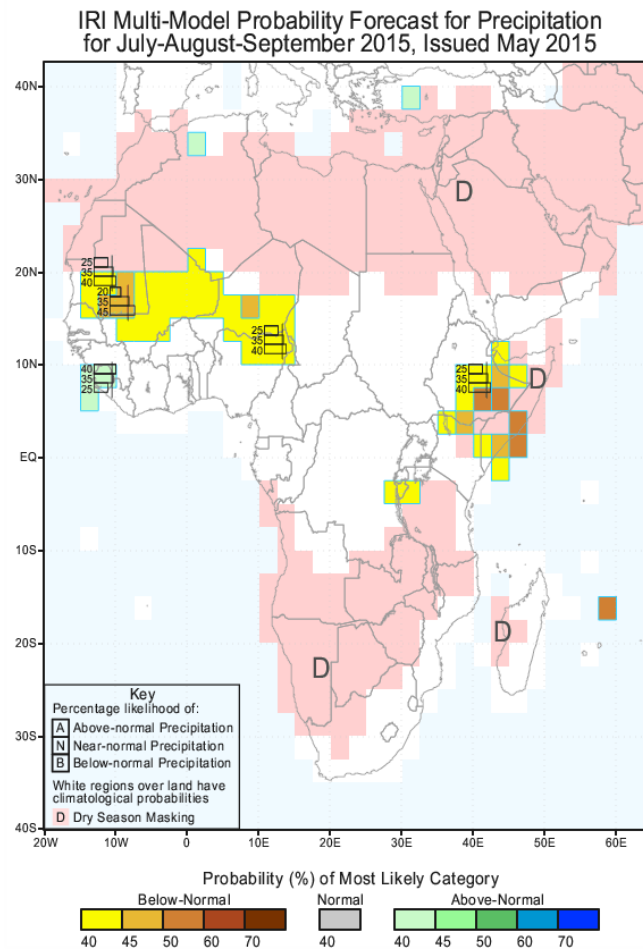 IRI Multi-Model Probability Forecast for Precipitation
for July-August-September 2015, Issued May 2015
40N
30N
20N
10N
EQ
10S
20S
30S
40S
D
25
35
40
20
35
45
25
35
40
40
35
25
25
35
40
D
D
D
Key
Percentage likelihood of:
A Above-normal Precipitation
N Near-normal Precipitation
B Below-normal Precipitation
White regions over land have
climatological probabilities
D Dry Season Masking
20W 10W 0 10E 20E 30E 40E 50E 60E
Probability (%) of Most Likely Category
Below-Normal Normal Above-Normal
40 45 50 60 70 40 40 45 50 60 70